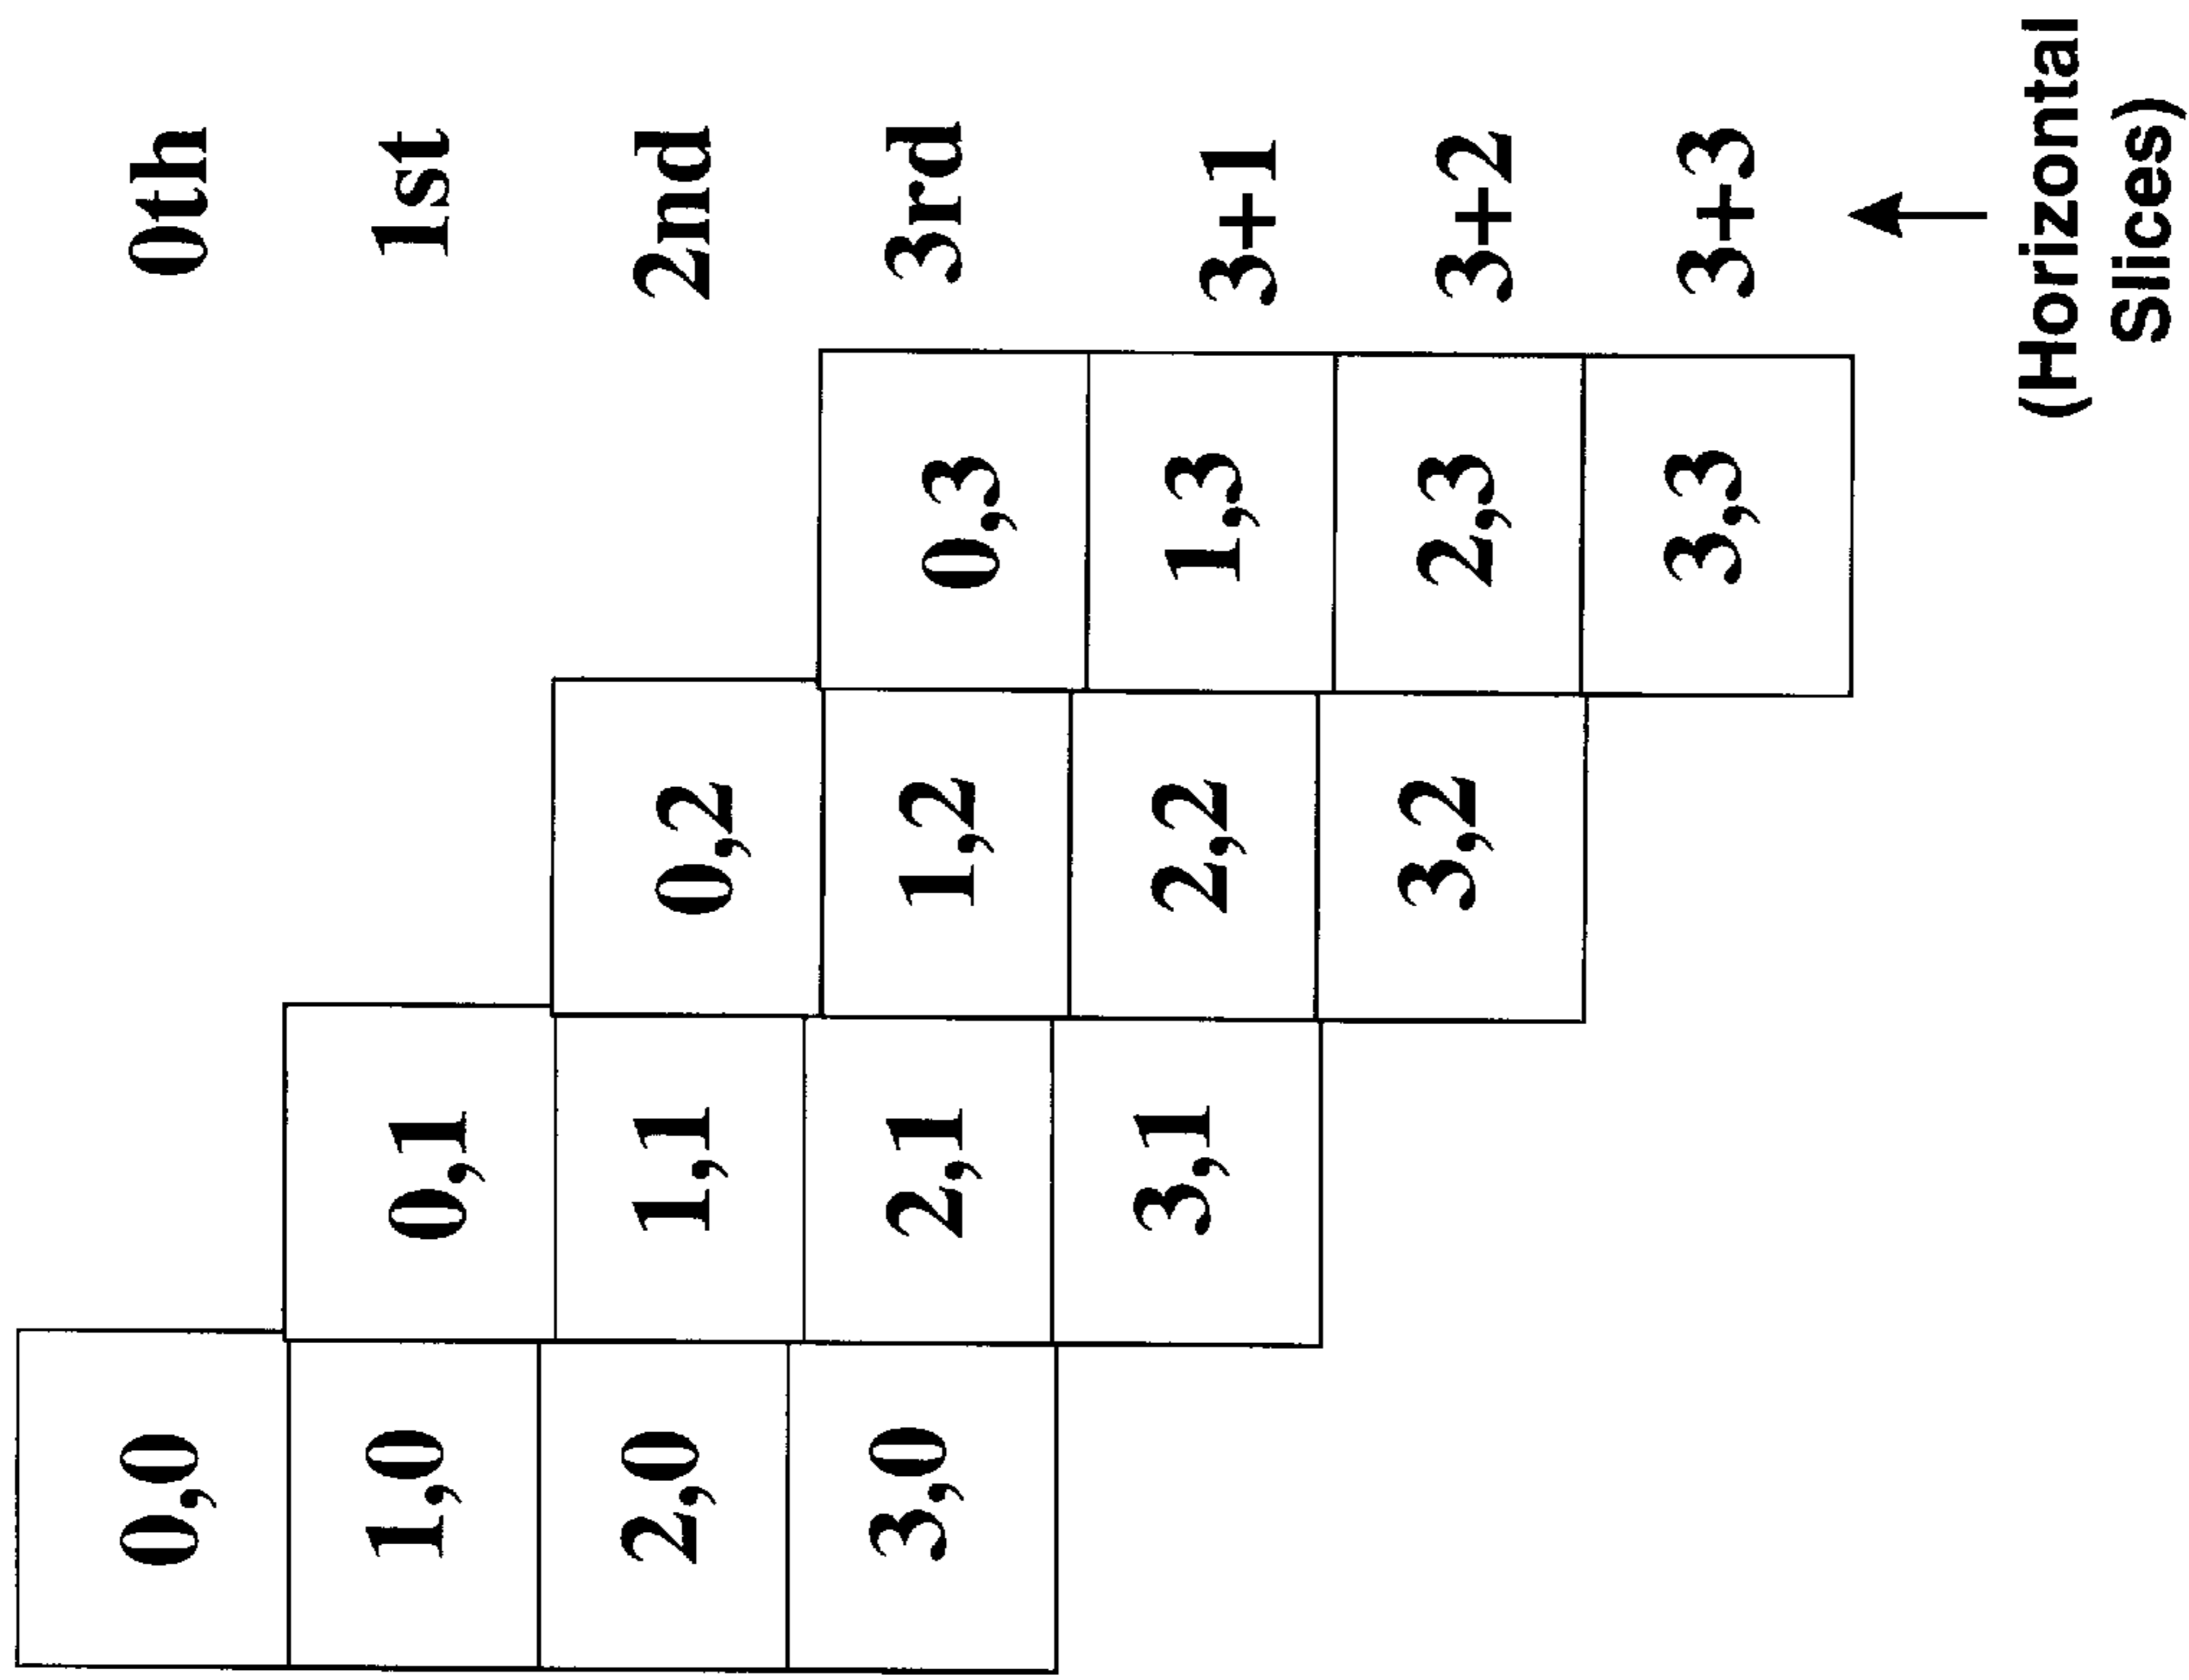 0,0 0th
1,0 0,1 1st
2,0 1,1 0,2 2nd
3,0 2,1 1,2 0,3 3rd
3,1 2,2 1,3 3+1
3,2 2,3 3+2
3,3 3+3
(Horizontal
Slices)